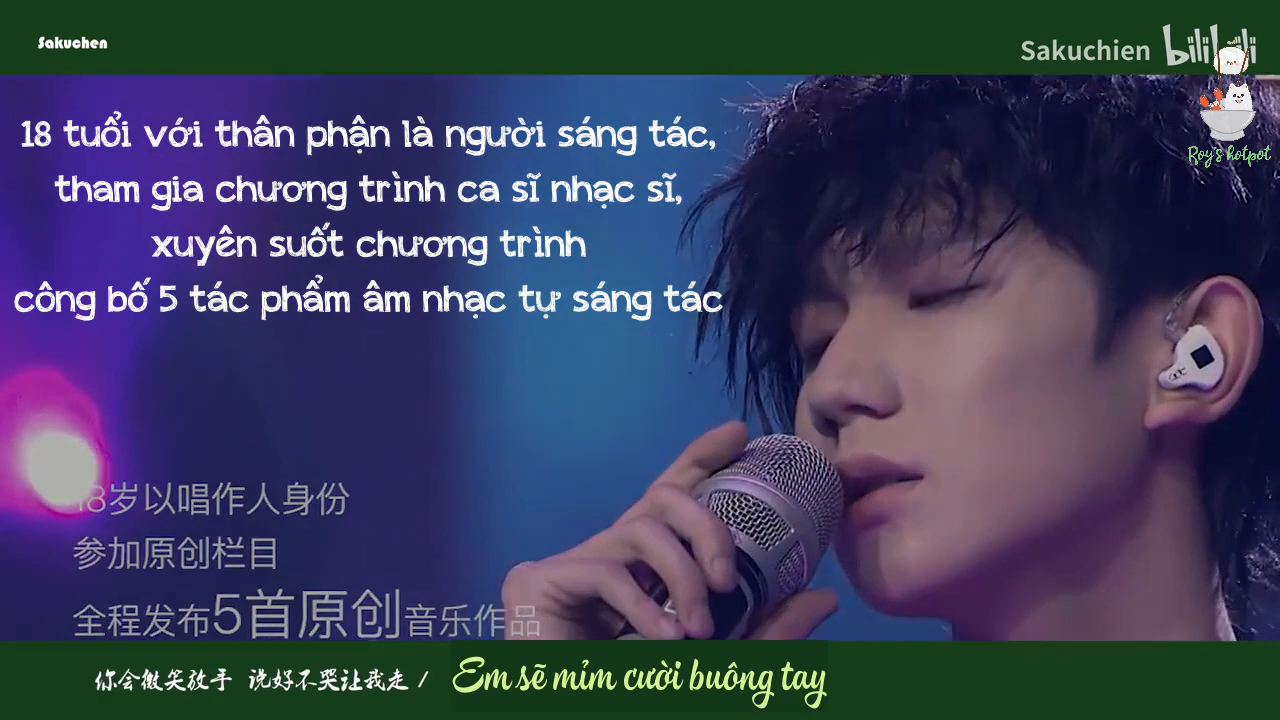 Sakuchen
Sakuchien bilibili
Roy's hotpot
18 tuổi với thân phận là người sáng tác,
tham gia chương trình ca sĩ nhạc sĩ,
xuyên suốt chương trình
công bố 5 tác phẩm âm nhạc tự sáng tác
18岁以唱作人身份
参加原创栏目
全程发布5首原创音乐作品
你会微笑放手 说好不哭让我走 / Em sẽ mỉm cười buông tay